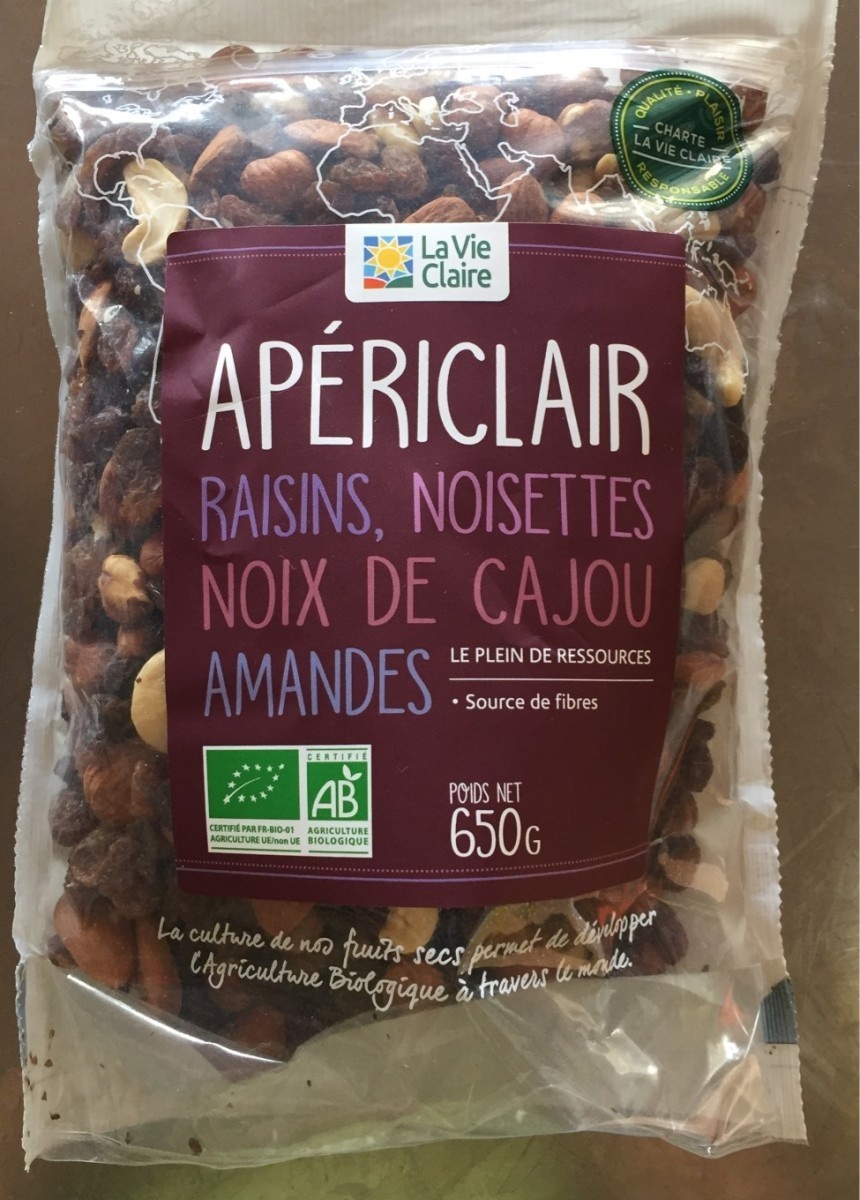 QUALITÉ • PLAISIR
CHARTE
LA VIE CLAIRE
RESPONSABLE
La Vie
Claire
APÉRICLAIR
RAISINS, NOISETTES
NOIX DE CAJOU
AMANDES
LE PLEIN DE RESSOURCES
• Source de fibres
CERTIFIÉ
AB
CERTIFIÉ PAR FR-BIO-01
AGRICULTURE UE/non UE
AGRICULTURE
BIOLOGIQUE
POIDS NET
650G
La culture de nos fruits secs permet de développer
l'Agriculture Biologique à travers le monde.